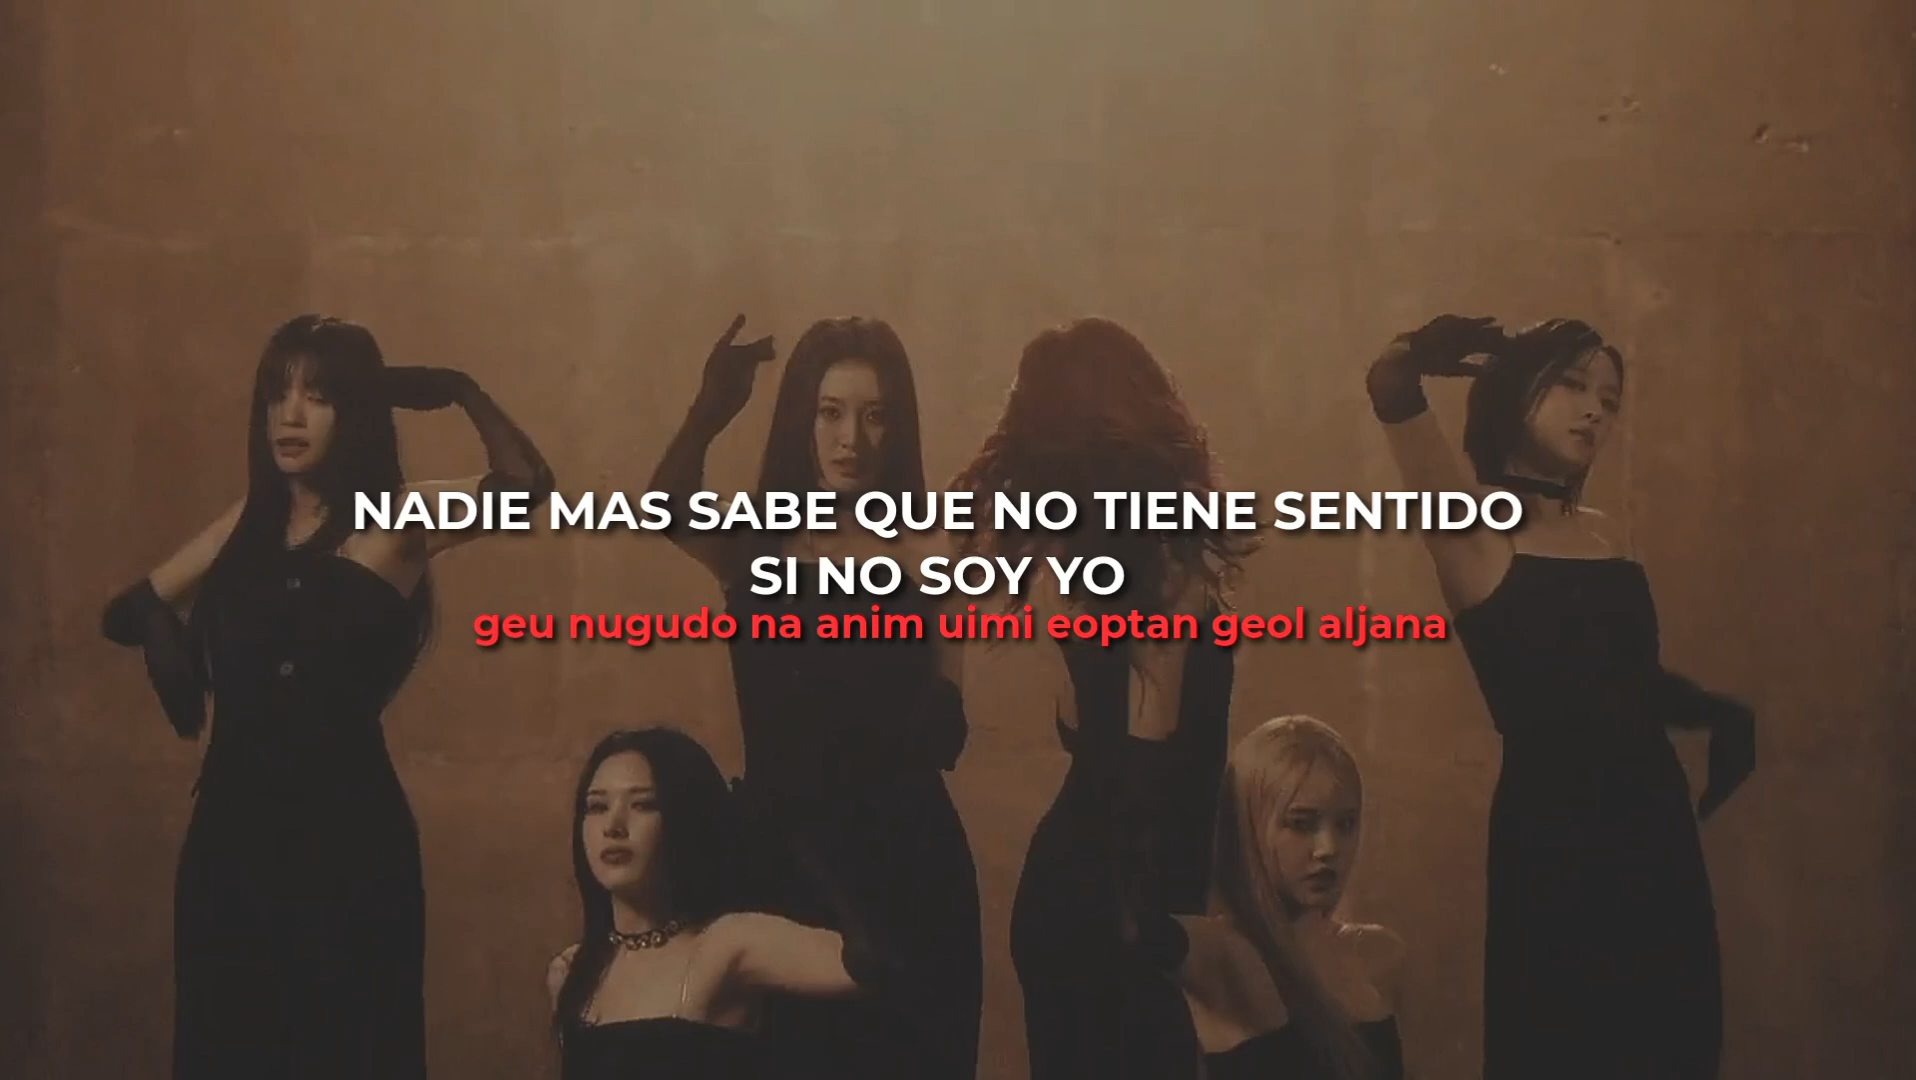 NADIE MAS SABE QUE NO TIENE SENTIDO
SI NO SOY YO
geu nugudo na anim uimi eoptan geol aljana